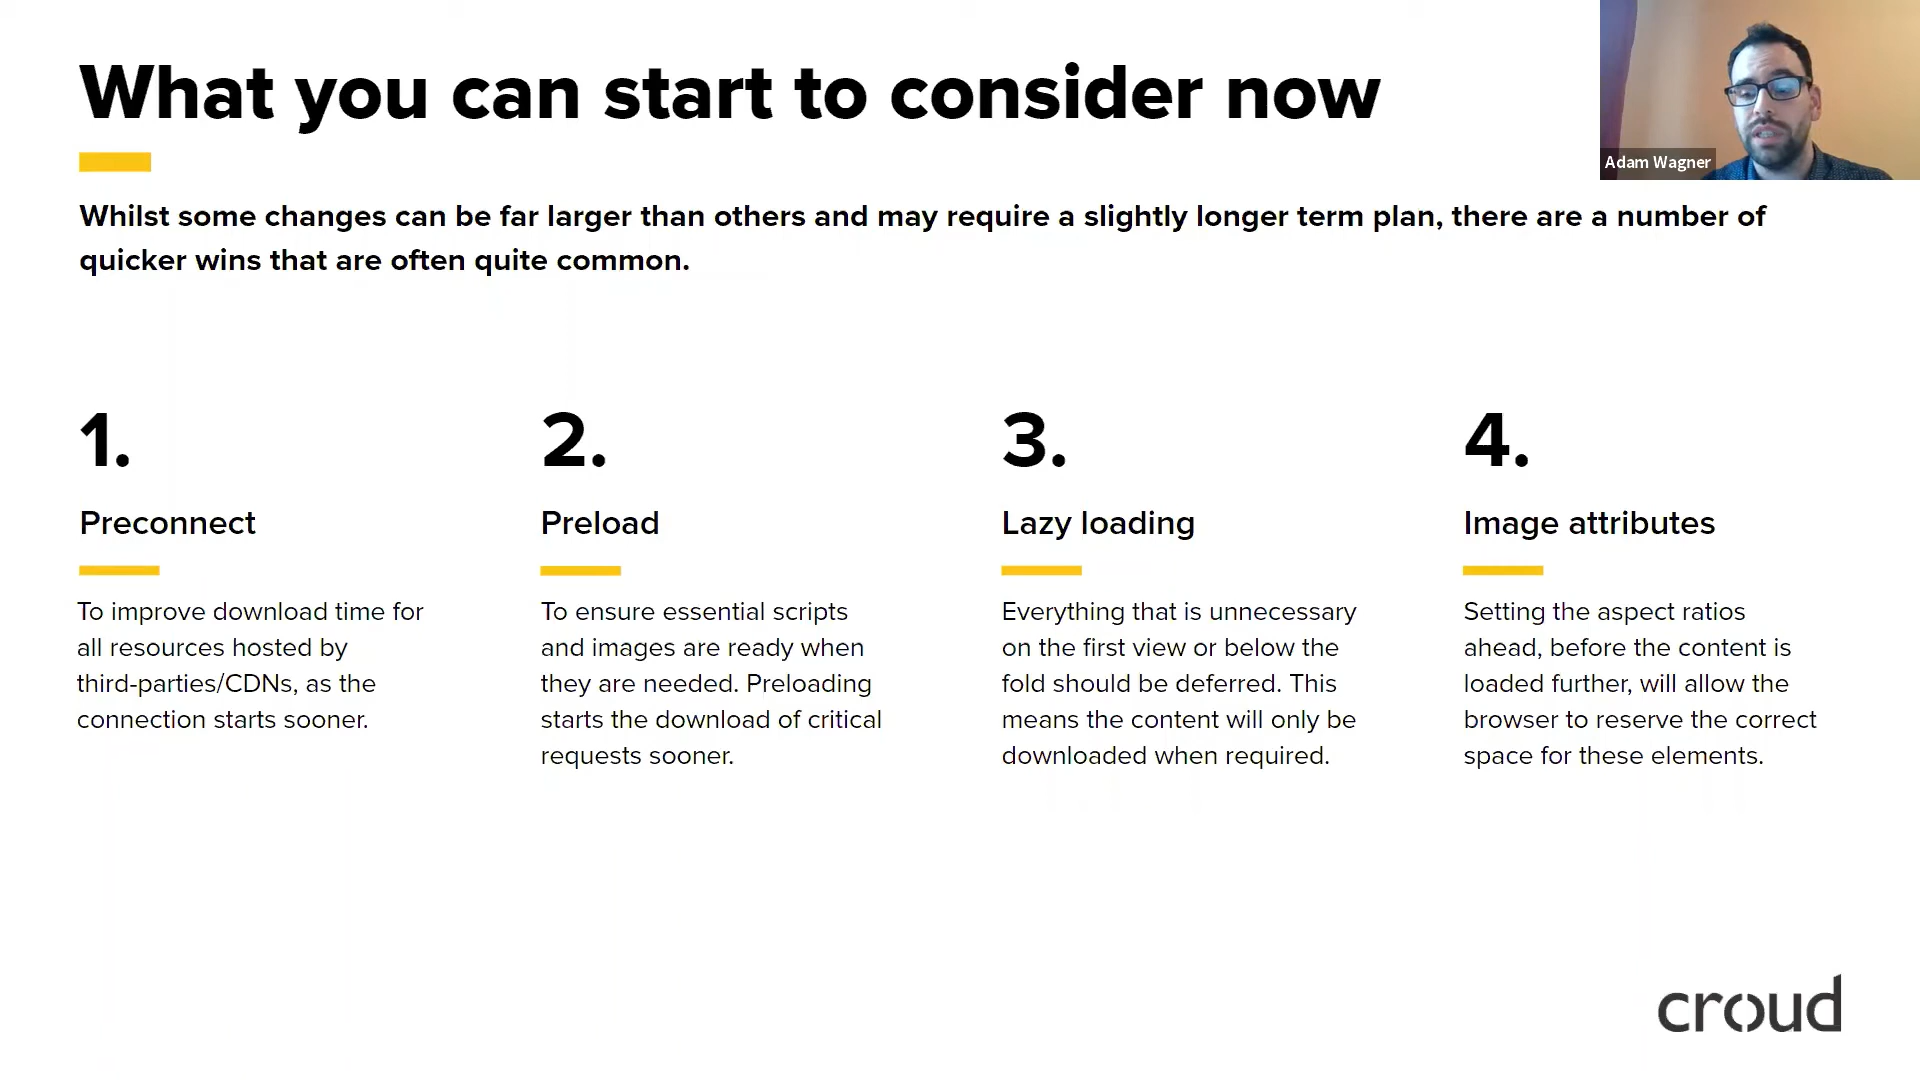 What you can start to consider now
Adam Wagner
Whilst some changes can be far larger than others and may require a slightly longer term plan, there are a number of
quicker wins that are often quite common.
1.
Preconnect
To improve download time for
all resources hosted by
third-parties/CDNs, as the
connection starts sooner.
2.
Preload
To ensure essential scripts
and images are ready when
they are needed. Preloading
starts the download of critical
requests sooner.
3.
Lazy loading
Everything that is unnecessary
on the first view or below the
fold should be deferred. This
means the content will only be
downloaded when required.
4.
Image attributes
Setting the aspect ratios
ahead, before the content is
loaded further, will allow the
browser to reserve the correct
space for these elements.
croud